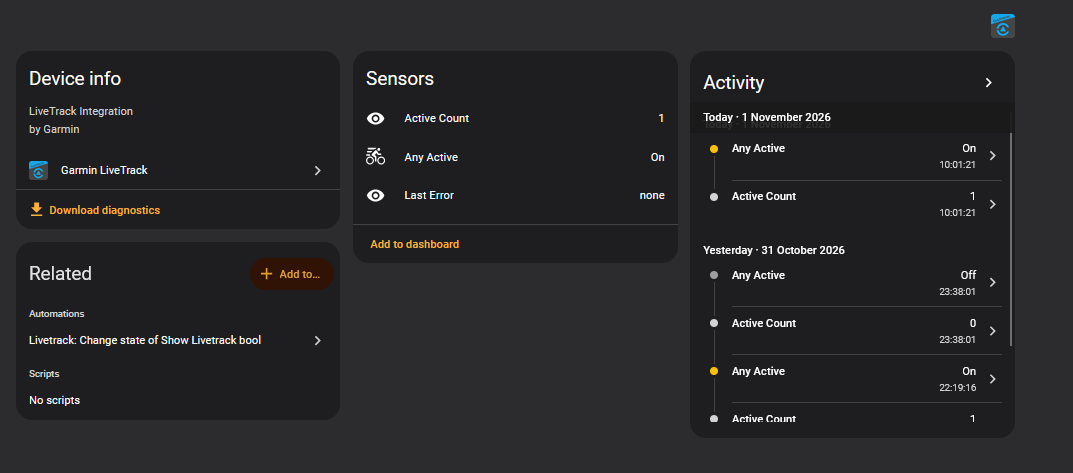 Device info
LiveTrack Integration
by Garmin
Garmin LiveTrack
Download diagnostics
Related
Add to...
Automations
Livetrack: Change state of Show Livetrack bool
Scripts
No scripts
Sensors
Active Count 1
Any Active On
Last Error none
Add to dashboard
Activity
Today · 1 November 2026
Today · 1 November 2026
Any Active On
10:01:21
Active Count 1
10:01:21
Yesterday · 31 October 2026
Any Active Off
23:38:01
Active Count 0
23:38:01
Any Active On
22:19:16
Active Count 1